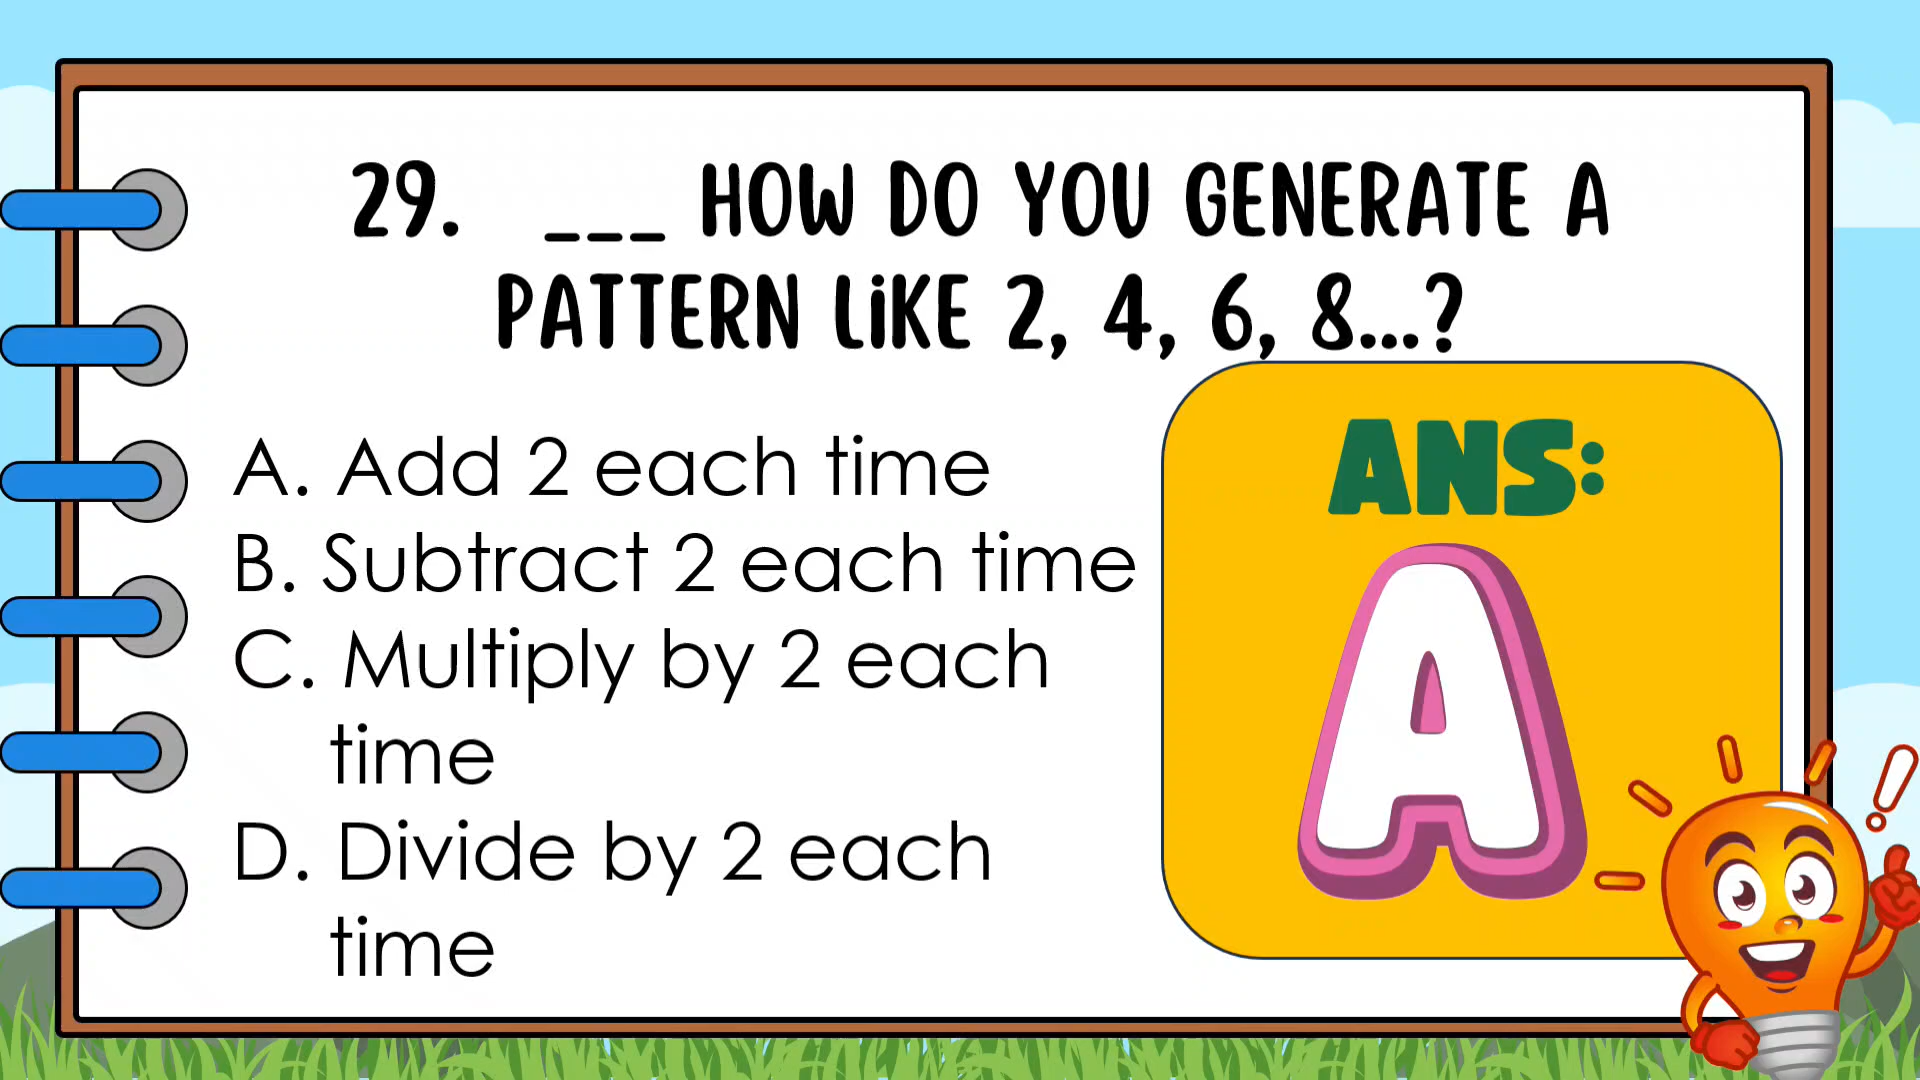 29. ___ HOW DO YOU GENERATE A
PATTERN LiKE 2, 4, 6, 8...?
A. Add 2 each time
B. Subtract 2 each time
C. Multiply by 2 each
time
D. Divide by 2 each
time
ANS:
A